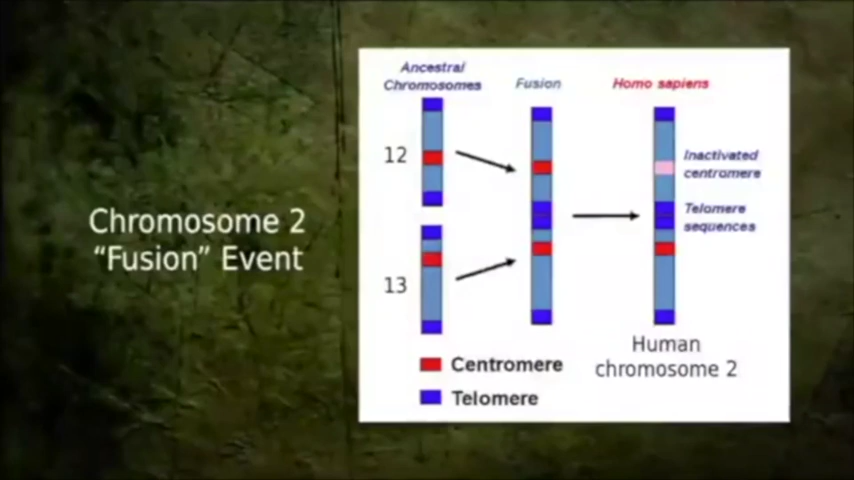 Chromosome 2
“Fusion” Event
Ancestral
Chromosomes
Fusion
Homo sapiens
12
Inactivated
centromere
Telomere
sequences
13
Human
chromosome 2
Centromere
Telomere